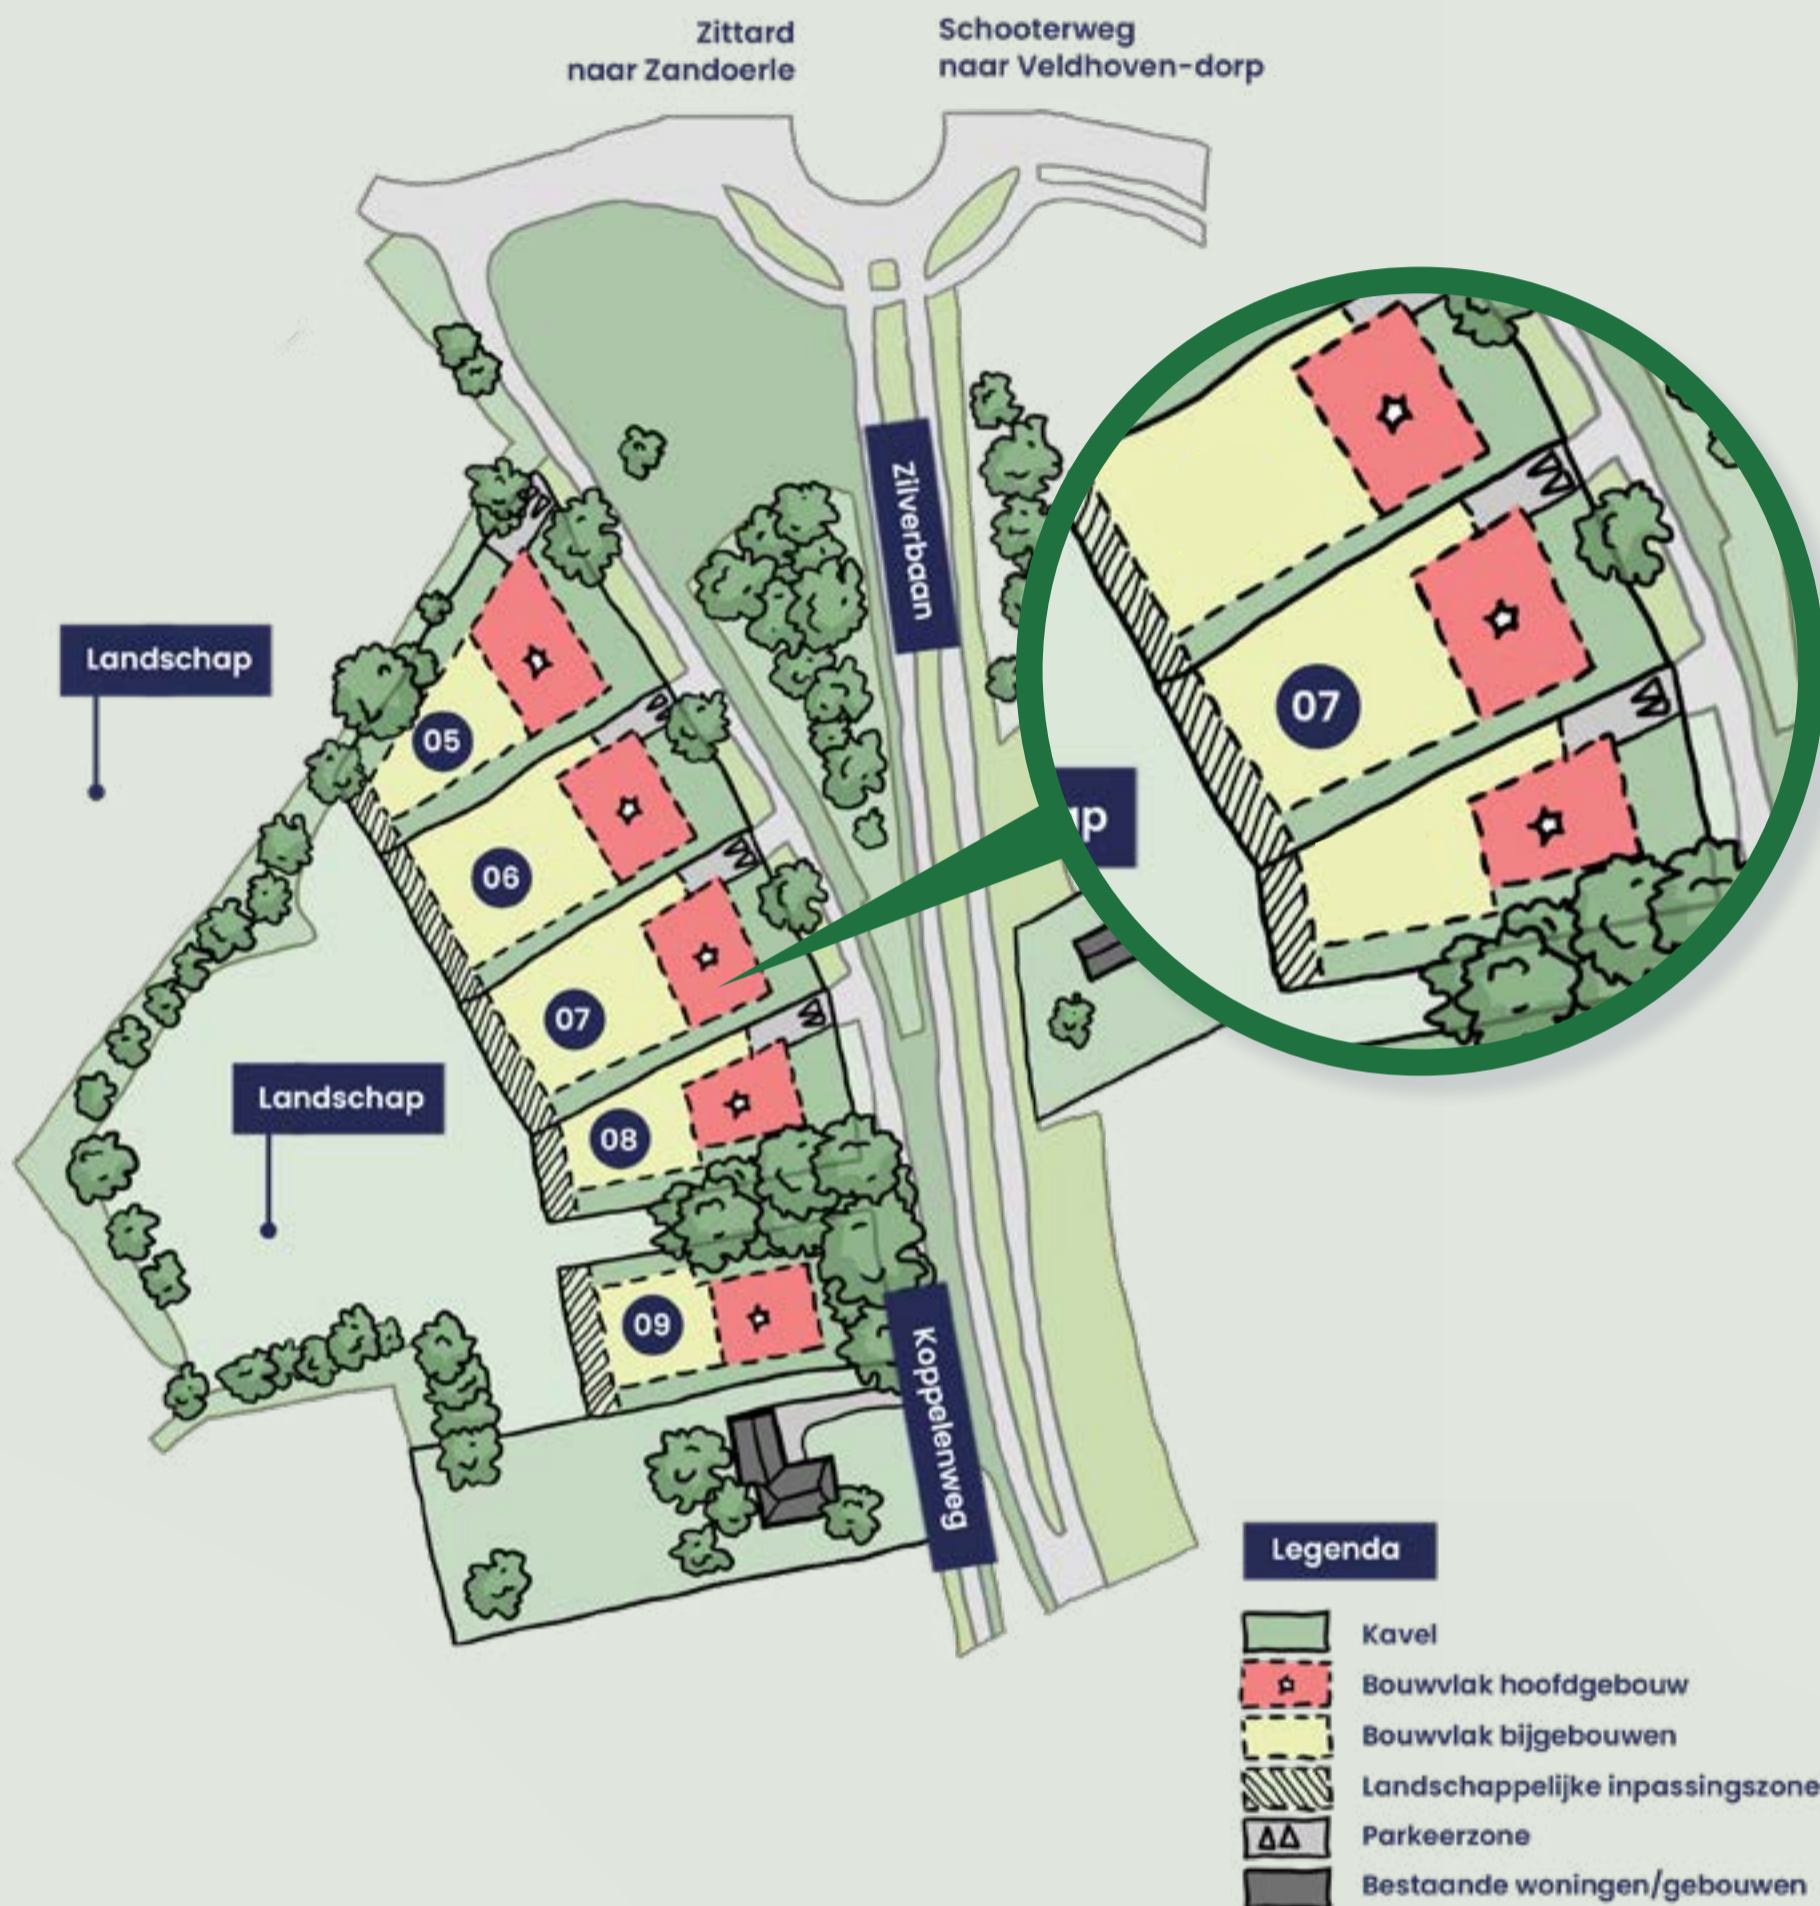 Zittard
naar Zandoerle
Schooterweg
naar Veldhoven-dorp
Zilverbaan
Landschap
05
06
07
07
08
Landschap
09
Koppelenweg
Legenda
Kavel
Bouwvlak hoofdgebouw
Bouwvlak bijgebouwen
Landschappelijke inpassingszone
Parkeerzone
Bestaande woningen/gebouwen